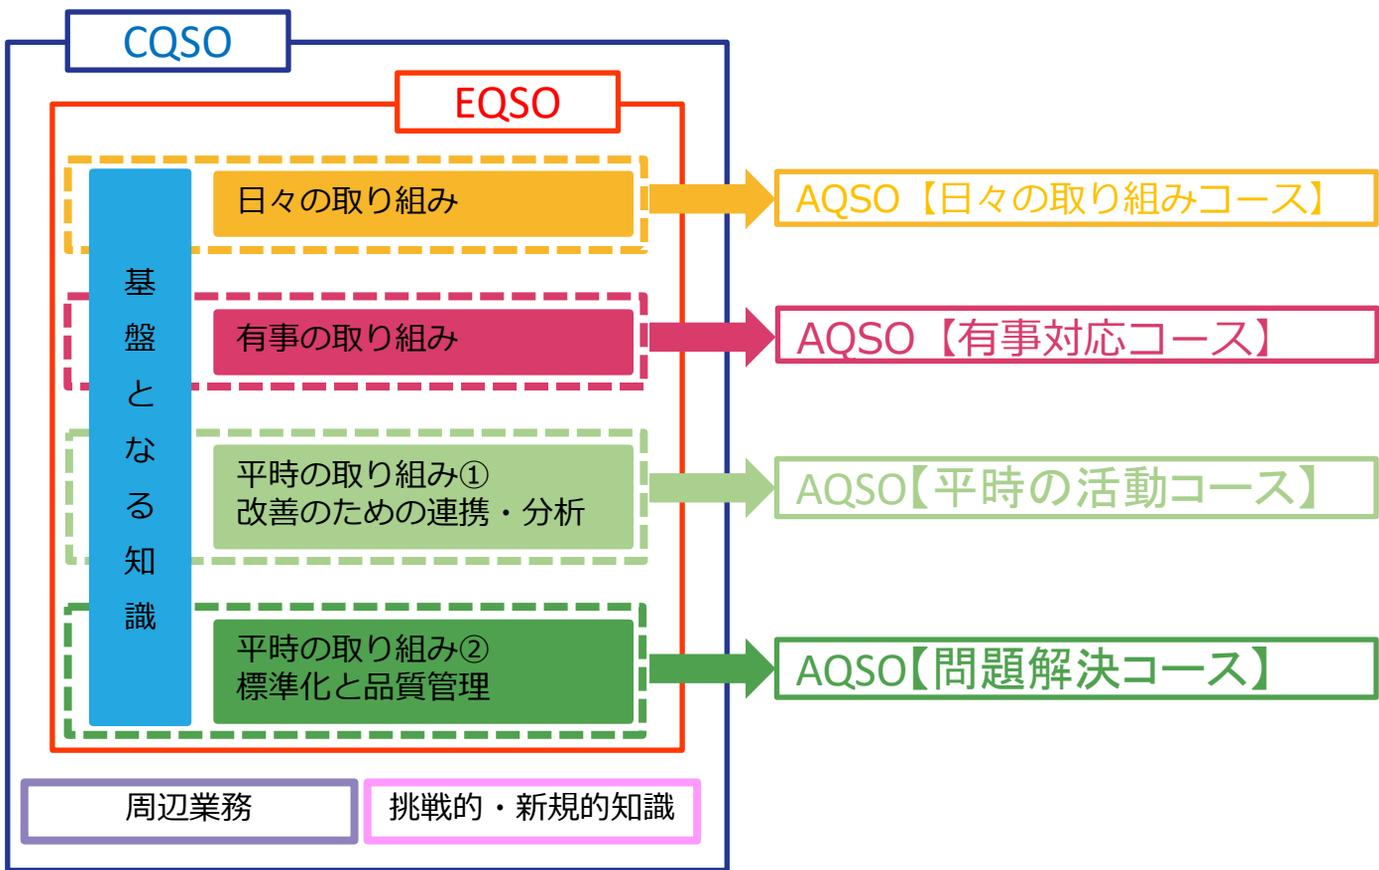 CQSO
EQSO
基盤となる知識
日々の取り組み
AQSO【日々の取り組みコース】
有事の取り組み
AQSO【有事対応コース】
平時の取り組み①
改善のための連携・分析
AQSO【平時の活動コース】
平時の取り組み②
標準化と品質管理
AQSO【問題解決コース】
周辺業務
挑戦的・新規的知識